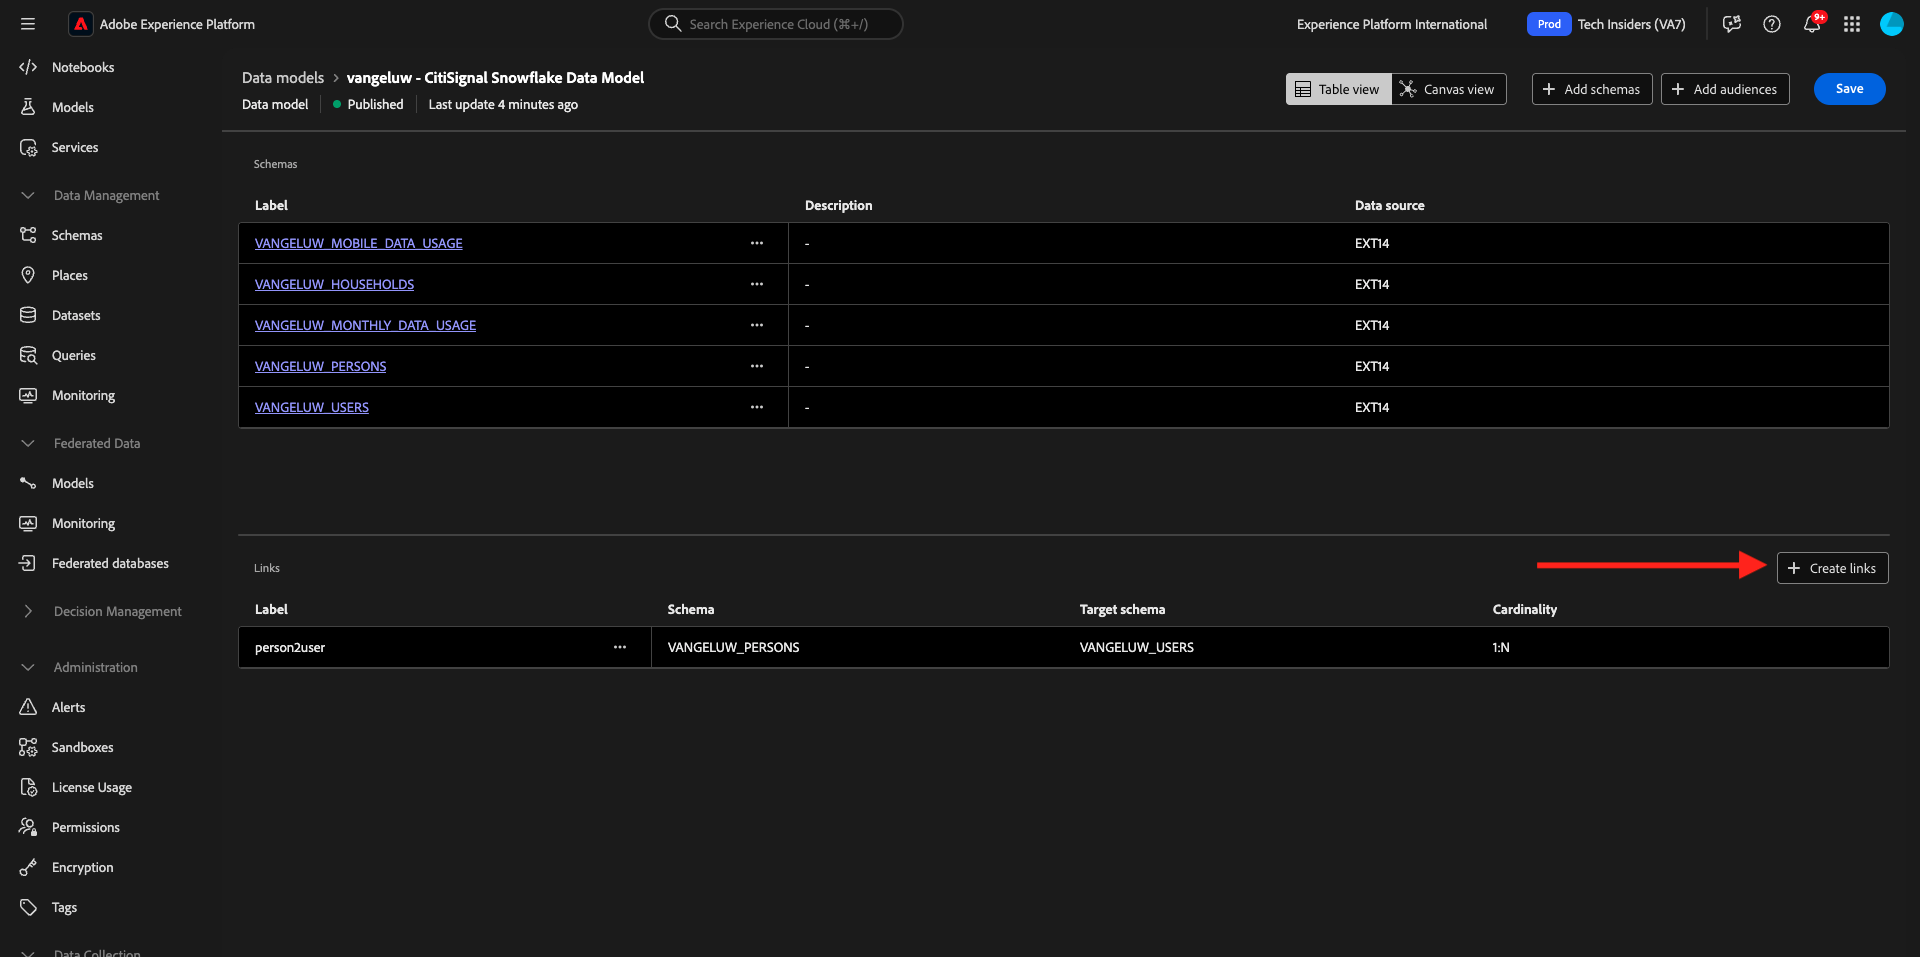 Adobe Experience Platform
Search Experience Cloud (⌘+/)
Experience Platform International
Prod
Tech Insiders (VA7)
9+
Notebooks
Models
Services
Data Management
Schemas
Places
Datasets
Queries
Monitoring
Federated Data
Models
Monitoring
Federated databases
Decision Management
Administration
Alerts
Sandboxes
License Usage
Permissions
Encryption
Tags
Data Collection
Data models > vangeluw - CitiSignal Snowflake Data Model
Data model Published Last update 4 minutes ago
Table view
Canvas view
Add schemas
Add audiences
Save
Schemas
Label Description Data source
VANGELUW_MOBILE_DATA_USAGE ••• - EXT14
VANGELUW_HOUSEHOLDS ••• - EXT14
VANGELUW_MONTHLY_DATA_USAGE ••• - EXT14
VANGELUW_PERSONS ••• - EXT14
VANGELUW_USERS ••• - EXT14
Links
Create links
Label Schema Target schema Cardinality
person2user ••• VANGELUW_PERSONS VANGELUW_USERS 1:N